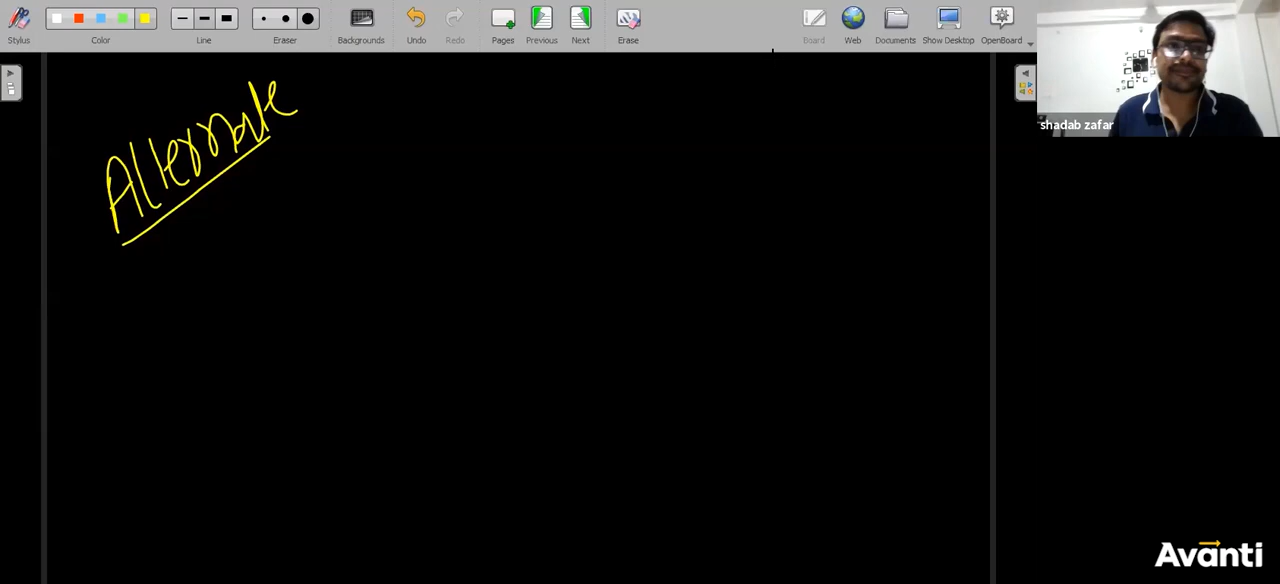 Stylus
Color
Line
Eraser
Backgrounds
Undo
Redo
Pages
Previous
Next
Erase
Board
Web
Documents
Show Desktop
OpenBoard
shadab zafar
Alternate
Avanti